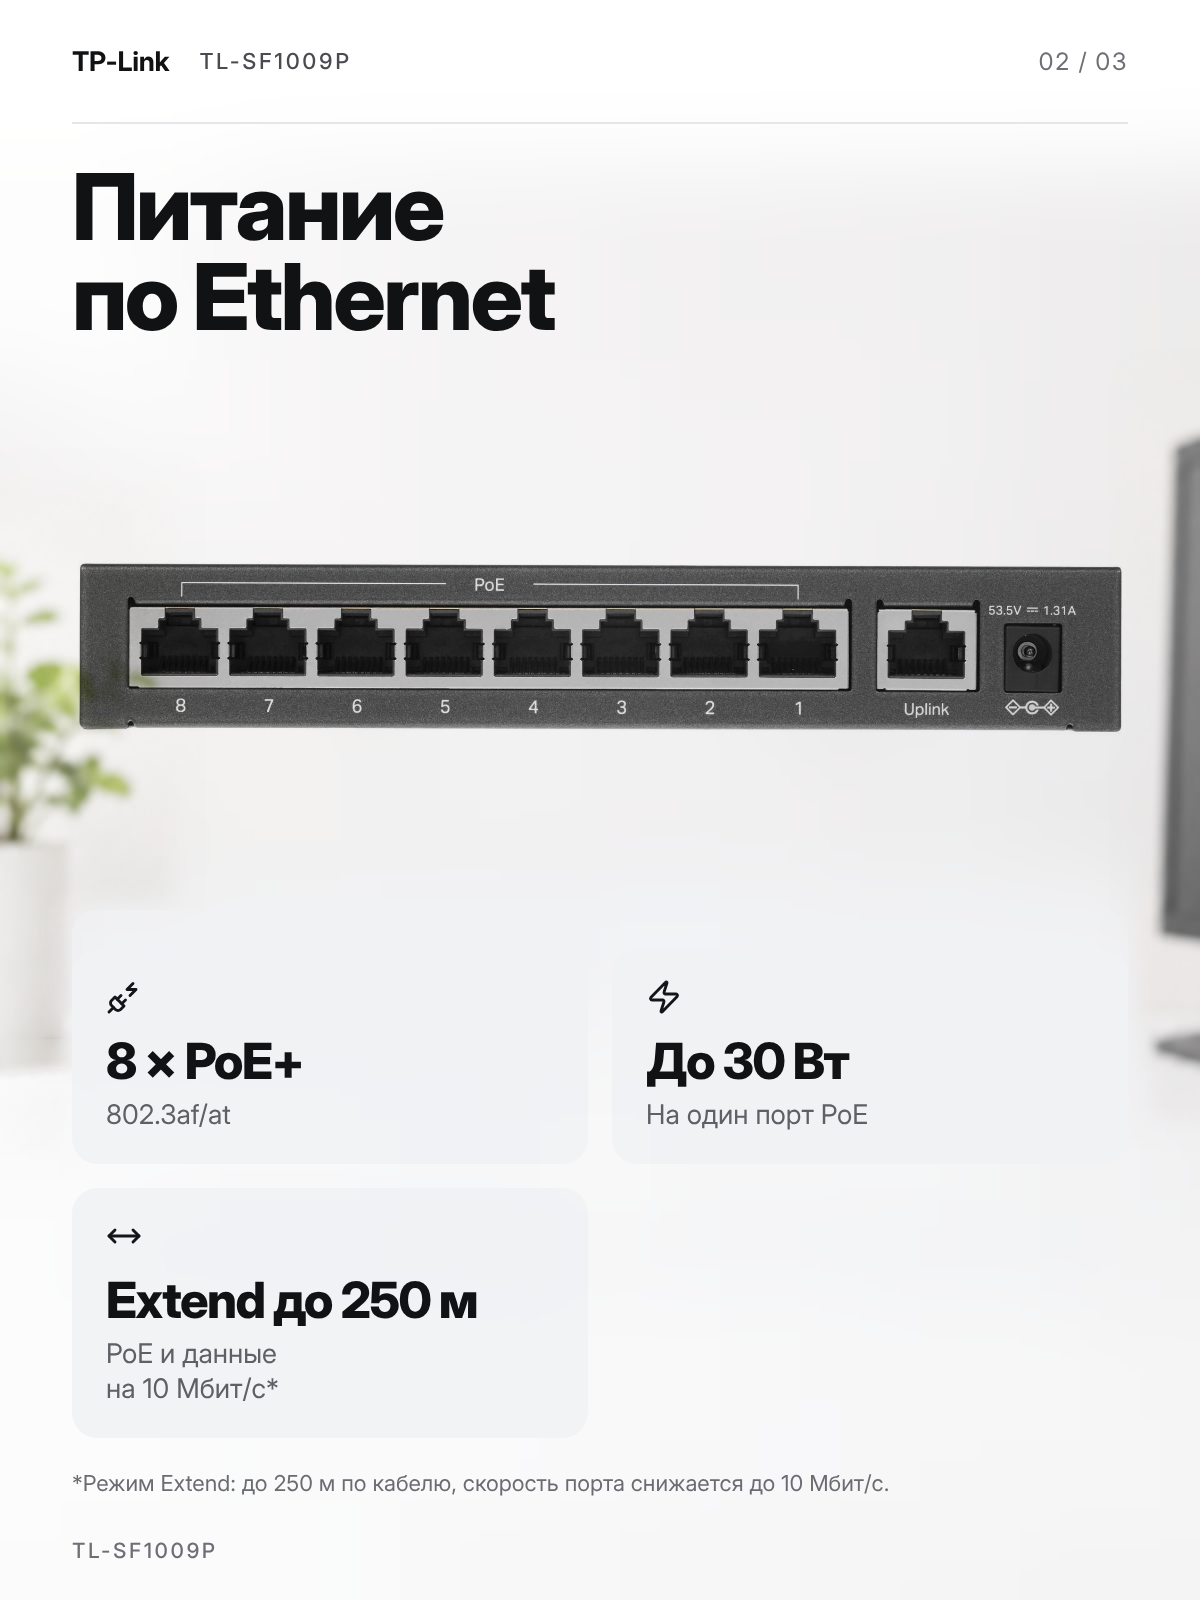 TP-Link TL-SF1009P 02 / 03
Питание
по Ethernet
PoE
53.5V ⎓ 1.31A
8 7 6 5 4 3 2 1 Uplink
8 × PoE+
802.3af/at
До 30 Вт
На один порт PoE
Extend до 250 м
PoE и данные
на 10 Мбит/с*
*Режим Extend: до 250 м по кабелю, скорость порта снижается до 10 Мбит/с.
TL-SF1009P